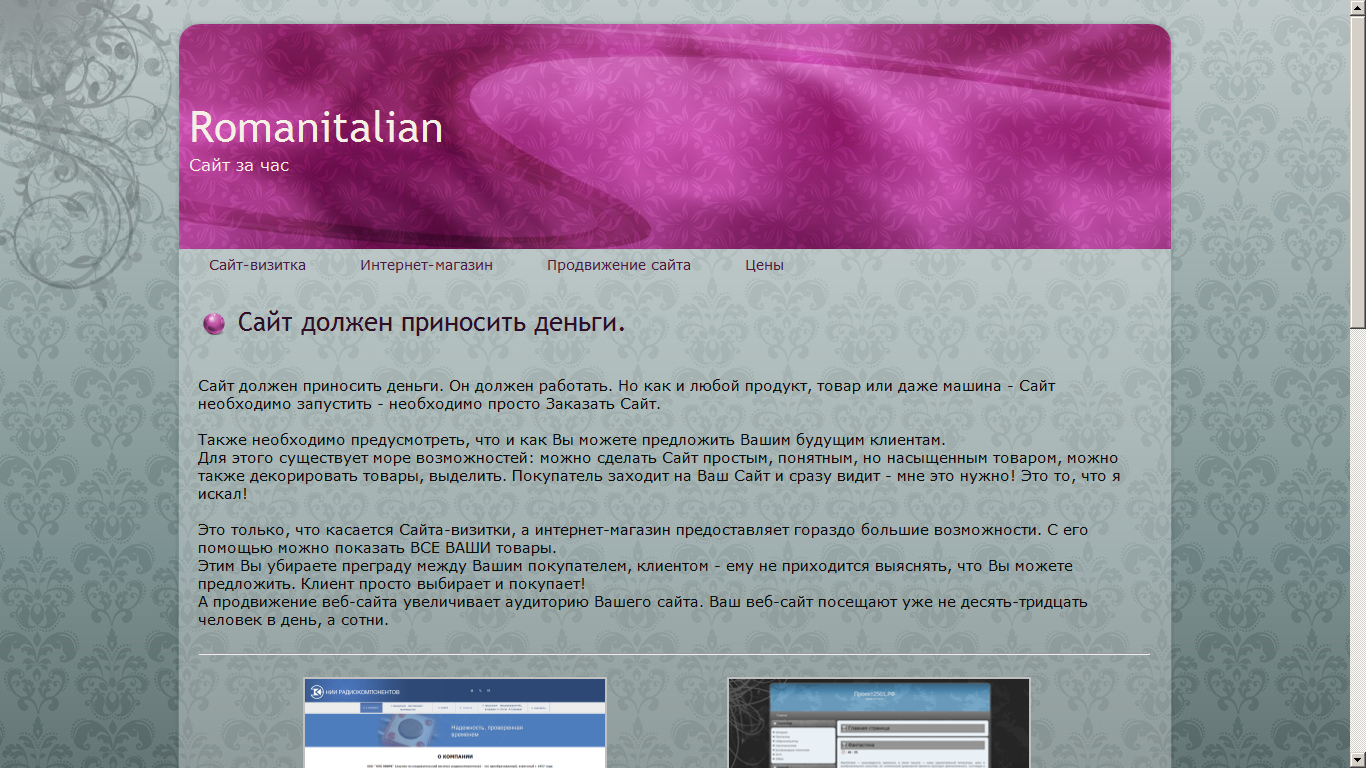 Romanitalian
Сайт за час
Сайт-визитка Интернет-магазин Продвижение сайта Цены
Сайт должен приносить деньги.
Сайт должен приносить деньги. Он должен работать. Но как и любой продукт, товар или даже машина - Сайт
необходимо запустить - необходимо просто Заказать Сайт.
Также необходимо предусмотреть, что и как Вы можете предложить Вашим будущим клиентам.
Для этого существует море возможностей: можно сделать Сайт простым, понятным, но насыщенным товаром, можно
также декорировать товары, выделить. Покупатель заходит на Ваш Сайт и сразу видит - мне это нужно! Это то, что я
искал!
Это только, что касается Сайта-визитки, а интернет-магазин предоставляет гораздо большие возможности. С его
помощью можно показать ВСЕ ВАШИ товары.
Этим Вы убираете преграду между Вашим покупателем, клиентом - ему не приходится выяснять, что Вы можете
предложить. Клиент просто выбирает и покупает!
А продвижение веб-сайта увеличивает аудиторию Вашего сайта. Ваш веб-сайт посещают уже не десять-тридцать
человек в день, а сотни.
НИИ РАДИОКОМПОНЕНТОВ
Надежность, проверенная
временем
О КОМПАНИИ
Проект2501.РФ
Главная страница
Фантастика